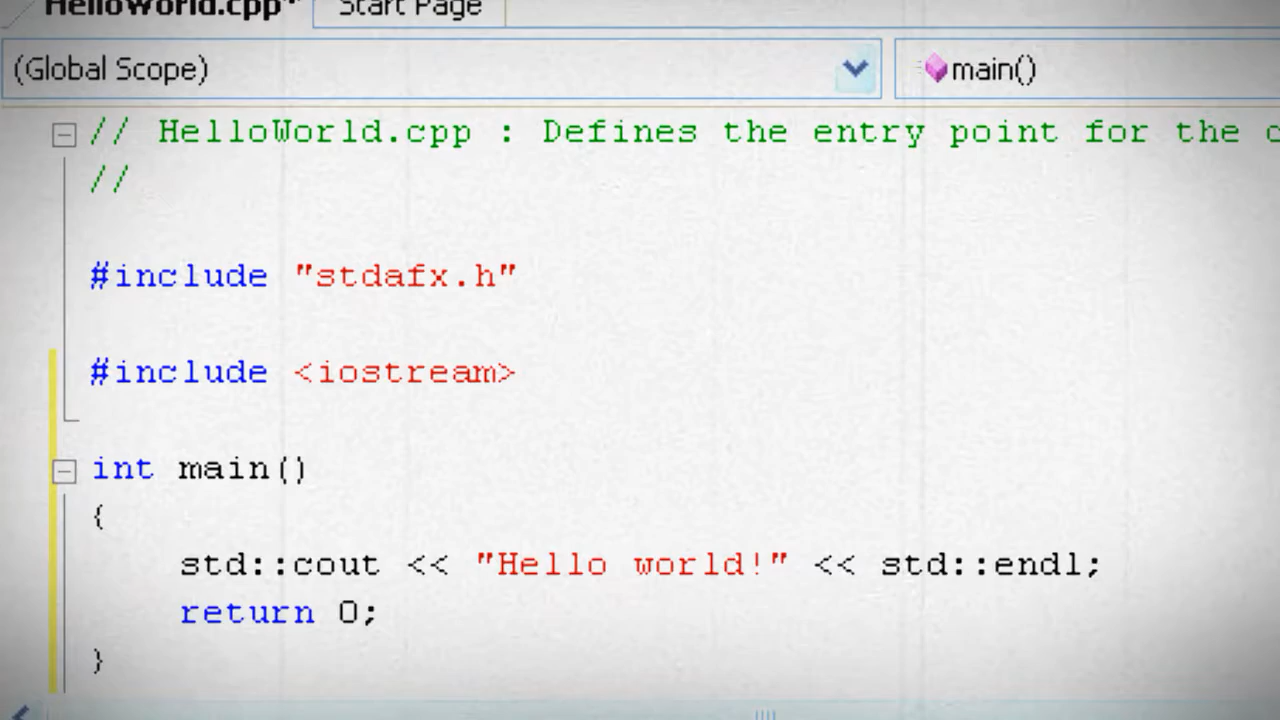 HelloWorld.cpp* Start Page
(Global Scope) main()
// HelloWorld.cpp : Defines the entry point for the
//
#include "stdafx.h"
#include <iostream>
int main()
{
std::cout << "Hello world!" << std::endl;
return 0;
}